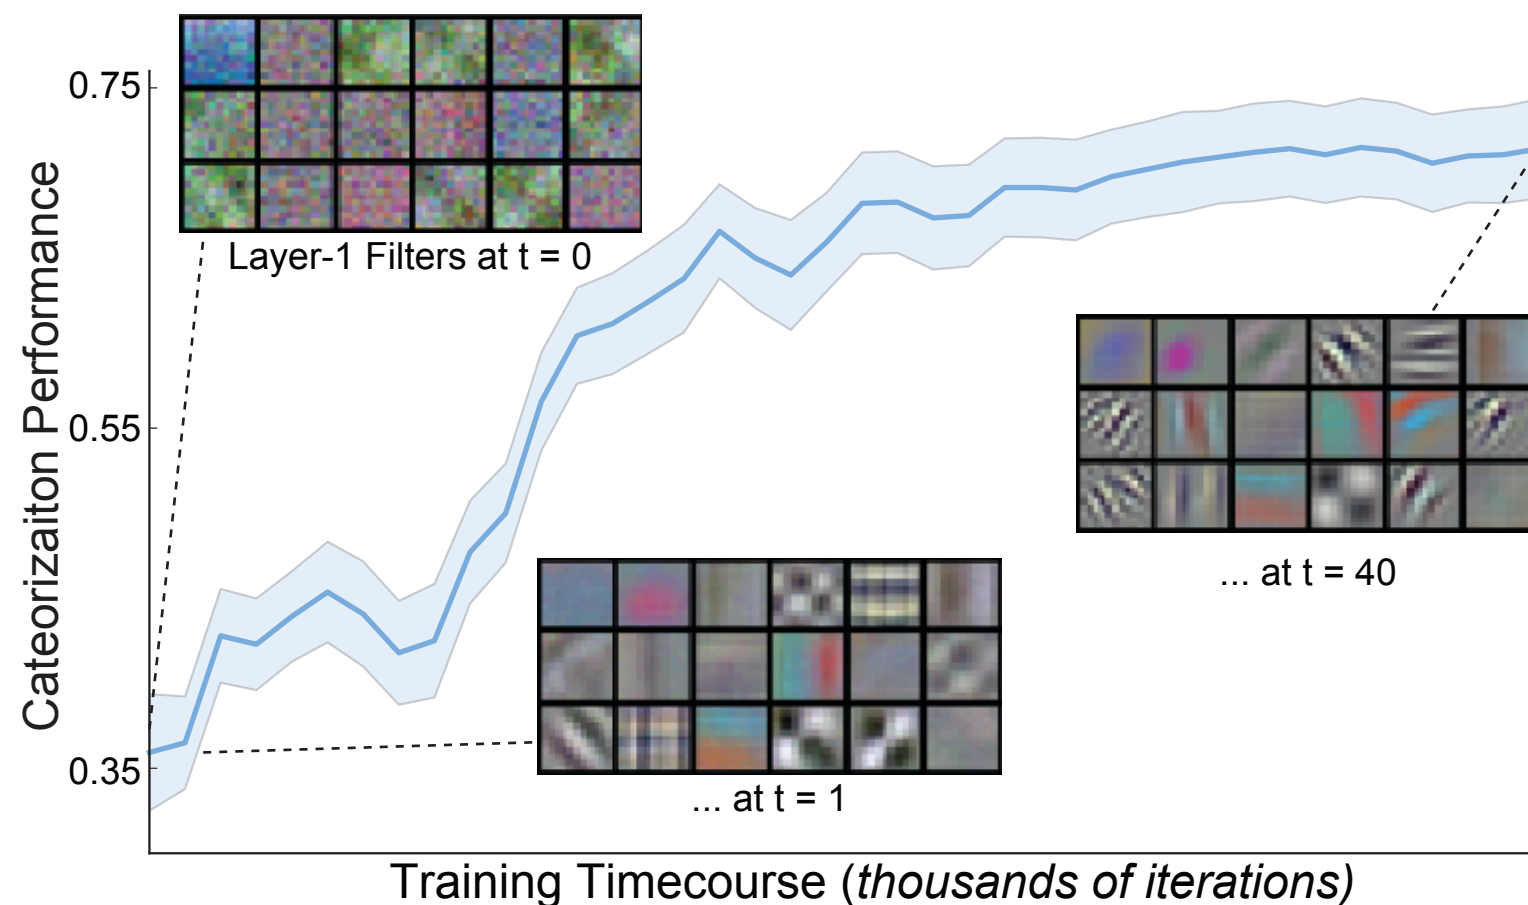 0.75
Layer-1 Filters at t = 0
Cateorizaiton Performance
0.55
... at t = 40
0.35
... at t = 1
Training Timecourse (thousands of iterations)